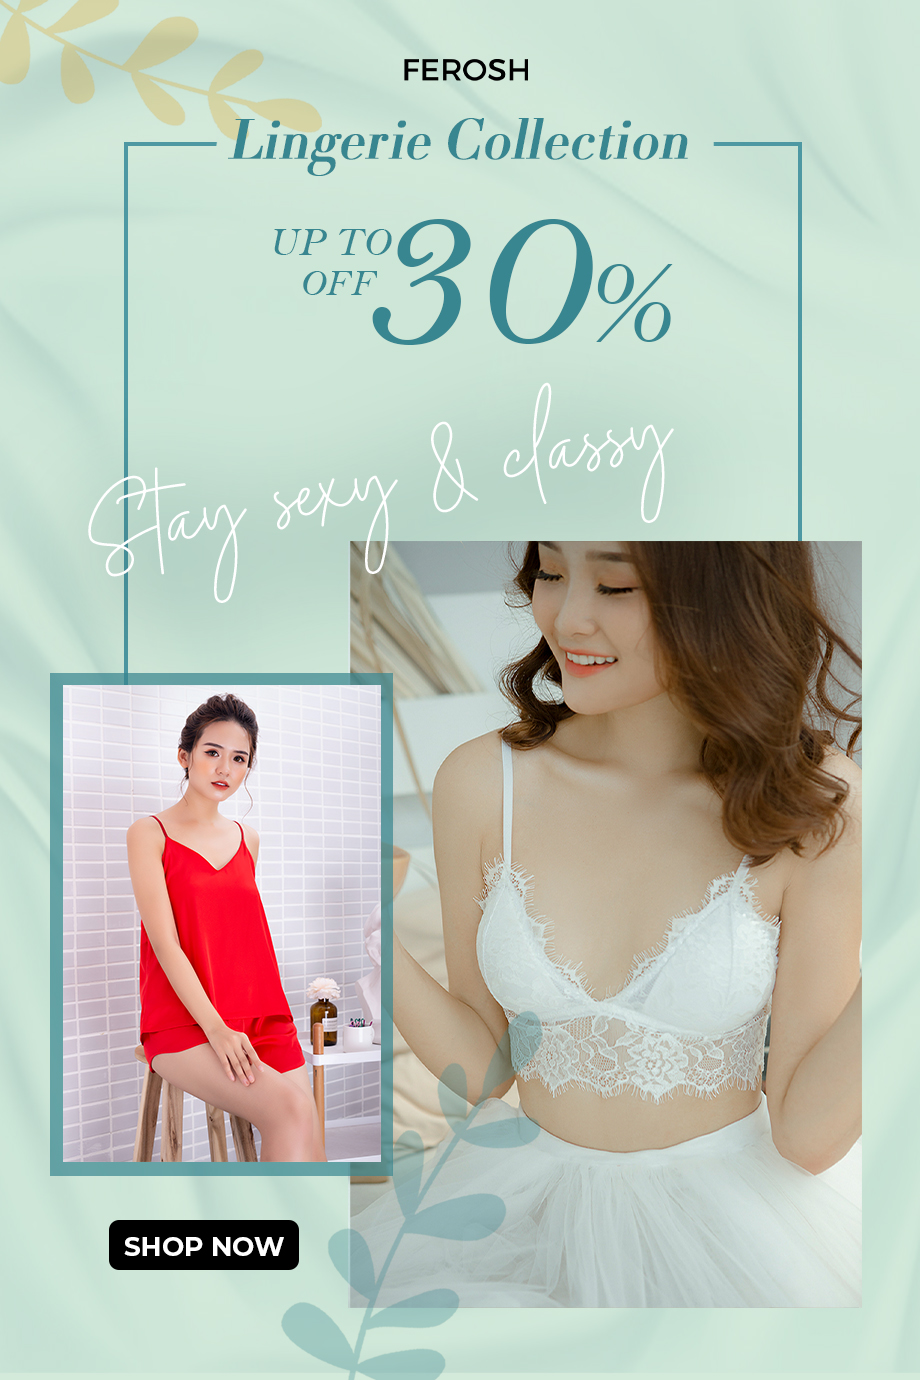 FEROSH
Lingerie Collection
UP TO
OFF
30%
Stay sexy & classy
SHOP NOW